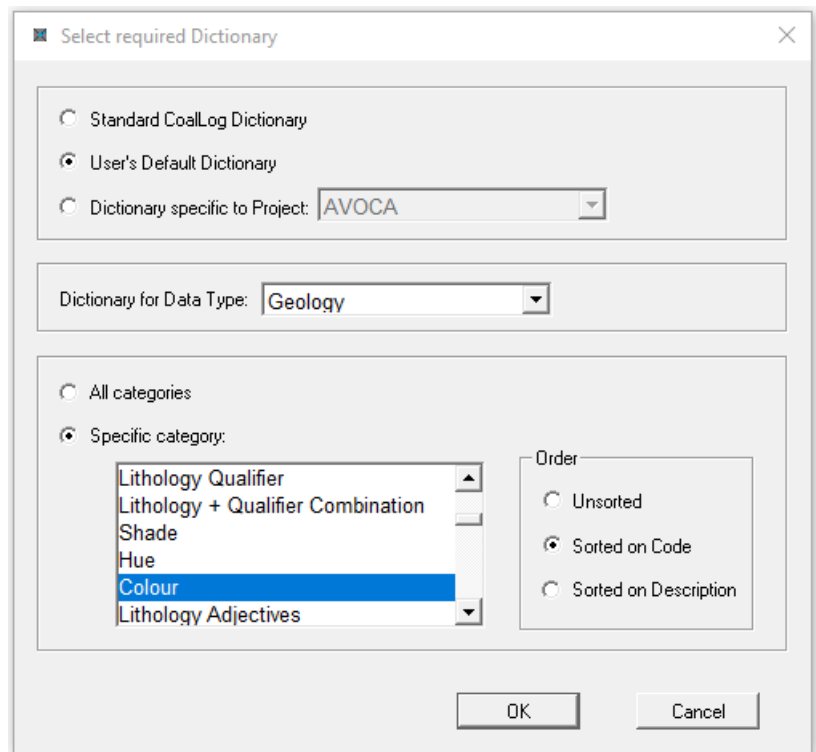 Select required Dictionary
Standard CoalLog Dictionary
User's Default Dictionary
Dictionary specific to Project: AVOCA
Dictionary for Data Type: Geology
All categories
Specific category:
Lithology Qualifier
Lithology + Qualifier Combination
Shade
Hue
Colour
Lithology Adjectives
Order
Unsorted
Sorted on Code
Sorted on Description
OK
Cancel